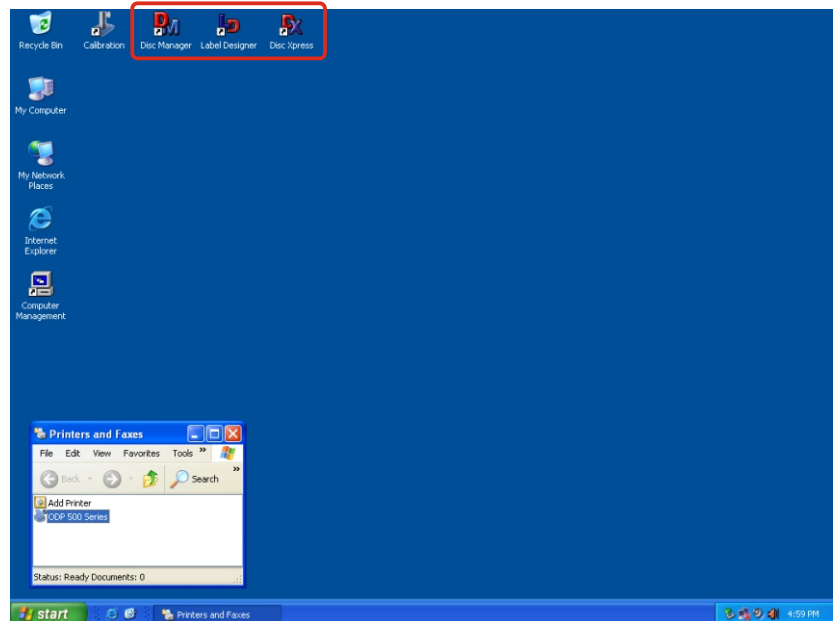 Recycle Bin
Calibration
Disc Manager
Label Designer
Disc Xpress
My Computer
My Network
Places
Internet
Explorer
Computer
Management
Printers and Faxes
File Edit View Favorites Tools »
Back Search »
Add Printer
ODP 500 Series
Status: Ready Documents: 0
start Printers and Faxes 4:59 PM